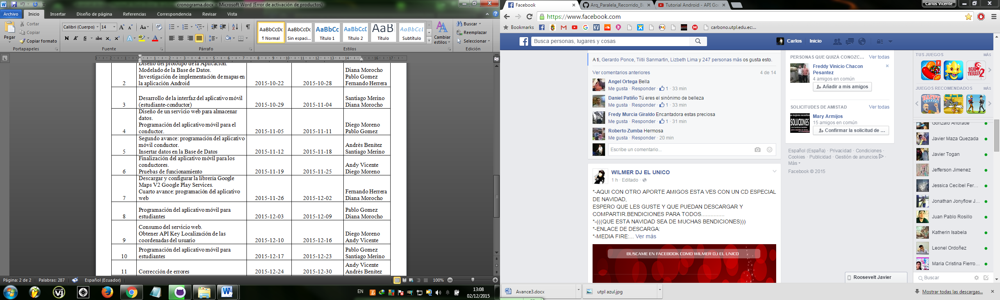 cronograma.docx - Microsoft Word (Error de activación de productos)
Archivo Inicio Insertar Diseño de página Referencias Correspondencia Revisar Vista
Pegar
Cortar
Copiar
Copiar formato
Portapapeles
Calibri (Cuerpo) 14
Fuente
Párrafo
AaBbCcDc AaBbCcDc AaBbCc AaBbCcD AaB AaBbCcL
¶ Normal Sin espaci... Título 1 Título 2 Título Subtítulo
Cambiar estilos
Estilos
Buscar
Reemplazar
Seleccionar
Edición
Diseño del prototipo de la Aplicación.
Modelado de la Base de Datos.
Investigación de implementación de mapas en
la aplicación Android
2 2015-10-22 2015-10-28
Diana Morocho
Pablo Gomez
Fernando Herrera
3 Desarrollo de la interfaz del aplicativo móvil
(estudiante-conductor) 2015-10-29 2015-11-04
Santiago Merino
Diana Morocho
Diseño de un servicio web para almacenar
datos.
Programación del aplicativo móvil para el
conductor.
4 2015-11-05 2015-11-11
Diego Moreno
Pablo Gomez
Segundo avance: programación del aplicativo
móvil conductor.
Insertar datos en la Base de Datos
5 2015-11-12 2015-11-18
Andrés Benítez
Santiago Merino
Finalización del aplicativo móvil para los
conductores.
Pruebas de funcionamiento
6 2015-11-19 2015-11-25
Andy Vicente
Diego Moreno
Descargar y configurar la librería Google
Maps V2 Google Play Services.
Cuarto avance: programación del aplicativo
web
7 2015-11-26 2015-12-02
Fernando Herrera
Diana Morocho
Programación del aplicativo móvil para
estudiantes
8 2015-12-03 2015-12-09
Pablo Gomez
Diana Morocho
Consumo del servicio web.
Obtener API Key Localización de las
coordenadas del usuario
9 2015-12-10 2015-12-16
Diego Moreno
Andy Vicente
Programación del aplicativo móvil para
estudiantes
10 2015-12-17 2015-12-23
Pablo Gomez
Santiago Merino
11 Corrección de errores 2015-12-24 2015-12-30
Andy Vicente
Andrés Benítez
Página: 2 de 2 Palabras: 287 Español (Ecuador) 100%
EN 13:08
02/12/2015
Facebook Arq_Paralela_Recorrido_Bu Tutorial Android - API Goo Carlos Vicente
https://www.facebook.com
Bookmarks carbono.utpl.edu.ec:...
Busca personas, lugares y cosas
Carlos Inicio
A ti, Gerardo Ponce, Tiitii Sanmartin, Lizbeth Lima y 247 personas más os gusta esto.
Ver comentarios anteriores 4 de 14
Angel Ortega Bella
Me gusta · Responder · 1 · 33 min
Daniel Patiño Tú eres el sinónimo de belleza
Me gusta · Responder · 1 · 33 min
Fredy Murcia Giraldo Encantadora estas preciosa
Me gusta · Responder · 1 · 31 min
Roberto Zumba Hermosa
Me gusta · Responder · 20 min
Escribe un comentario...
WILMER DJ EL UNICO
1 h · Editado ·
*-AQUI CON OTRO APORTE AMIGOS ESTA VES CON UN CD ESPECIAL
DE NAVIDAD,
ESPERO QUE LES GUSTE Y QUE PUEDAN DESCARGAR Y
COMPARTIR.BENDICIONES PARA TODOS...............
*-(((QUE ESTA NAVIDAD SEA DE MUCHAS BENDICIONES)))
*-ENLACE DE DESCARGA:
*-MEDIA FIRE:... Ver más
BUSCAME EN FACEBOOK COMO WILMER DJ EL UNICO
PERSONAS QUE QUIZÁ CONOZC... Ver todas
Freddy Vinicio Chacon
Pesantez
4 amigos en común
Añadir a mis amigos
SOLICITUDES DE AMISTAD Ver todas
SOLUCIONES
Mary Armijos
15 amigos en común
Confirmar la solicitud de ...
Español (España) · Privacidad · Condiciones ·
Cookies · Publicidad · Gestión de anuncios ·
Más
Facebook © 2015
TUS JUEGOS MÁS
7
DEAD TRIGGER 2
JUEGOS RECOMENDADOS MÁS
HAPPY WHEELS
Gonzalo Andrade
Javier Maza Quezada
Javier Togan
Jefferson Jimenez
Jessica Cecibel Fer...
Jonathan Jonyflow J...
Juan Pablo Rosillo
Katherin Isabela
Leonel Ordoñez
Maria Cristina Fierro...
Roosevelt Javier
Buscar
Avance3.docx utpl azul.jpg Mostrar todas las descargas...